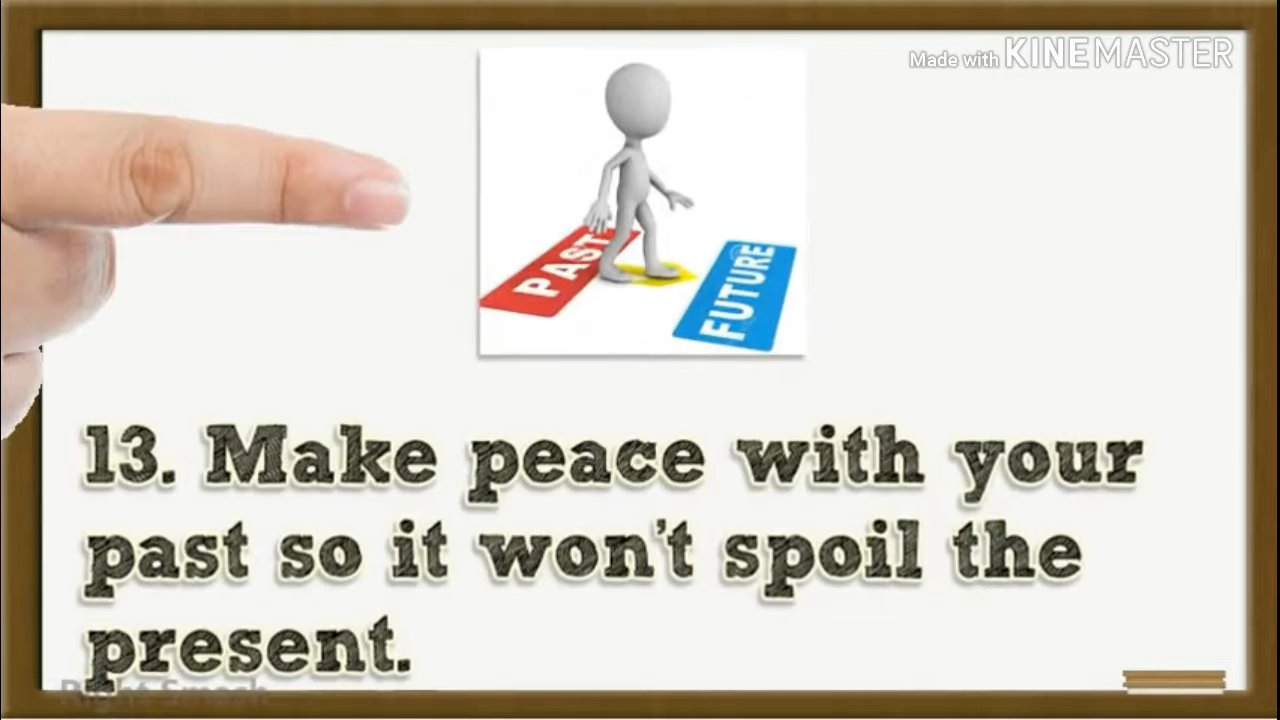 Made with KINEMASTER
PAST
FUTURE
13. Make peace with your
past so it won't spoil the
present.